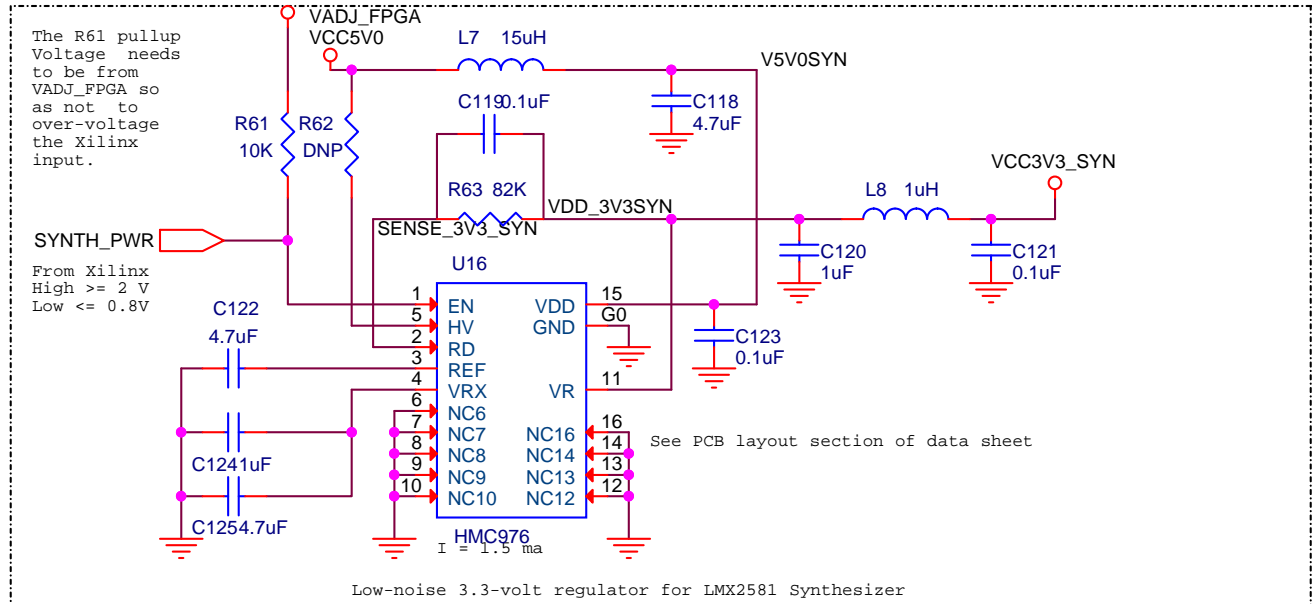 The R61 pullup
Voltage needs
to be from
VADJ_FPGA so
as not to
over-voltage
the Xilinx
input.
VADJ_FPGA
VCC5V0
L7 15uH
V5V0SYN
C119 0.1uF
C118
4.7uF
R61
10K
R62
DNP
R63 82K
VDD_3V3SYN
SENSE_3V3_SYN
L8 1uH
VCC3V3_SYN
C120
1uF
C121
0.1uF
SYNTH_PWR
From Xilinx
High >= 2 V
Low <= 0.8V
U16
1 EN
5 HV
2 RD
3 REF
4 VRX
6 NC6
7 NC7
8 NC8
9 NC9
10 NC10
VDD 15
GND G0
VR 11
NC16 16
NC14 14
NC13 13
NC12 12
C122
4.7uF
C124 1uF
C125 4.7uF
C123
0.1uF
See PCB layout section of data sheet
HMC976
I = 1.5 ma
Low-noise 3.3-volt regulator for LMX2581 Synthesizer